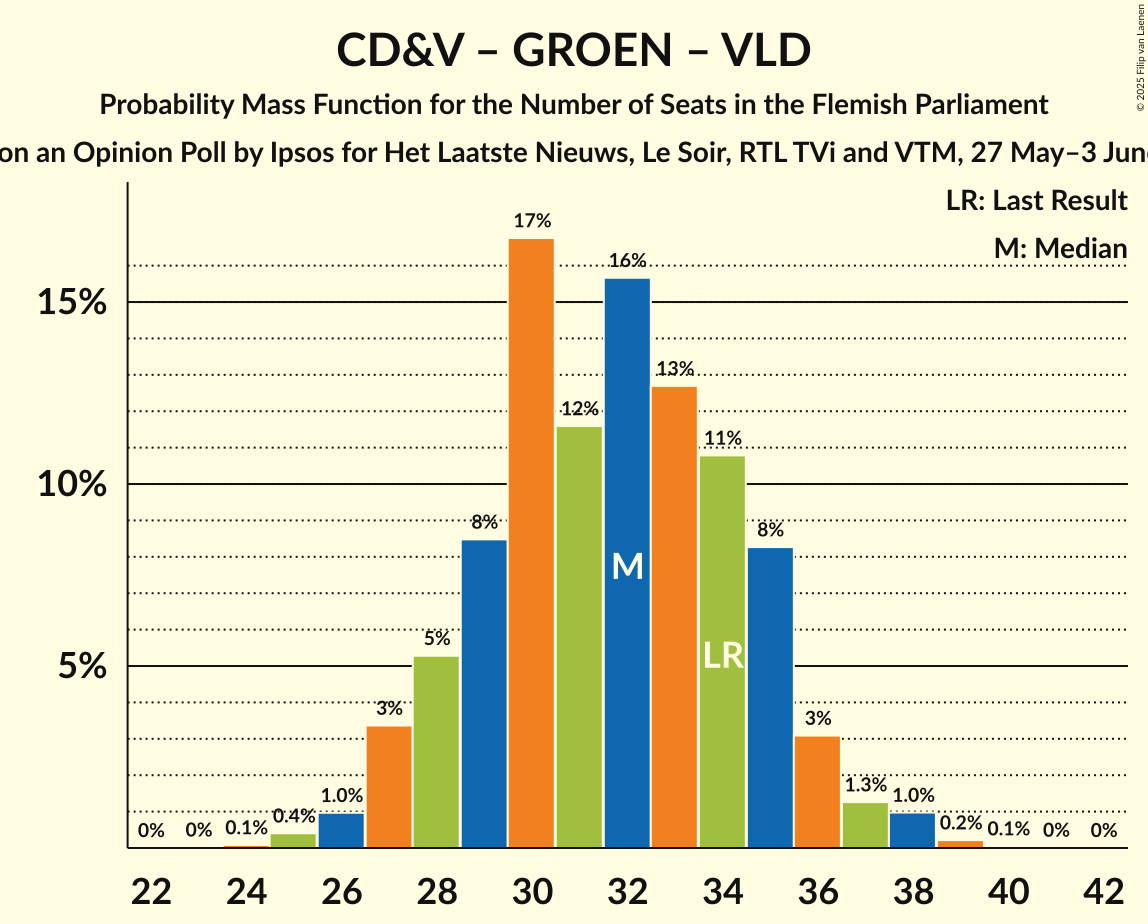 CD&V – GROEN – VLD
Probability Mass Function for the Number of Seats in the Flemish Parliament
on an Opinion Poll by Ipsos for Het Laatste Nieuws, Le Soir, RTL TVi and VTM, 27 May–3 June
© 2025 Filip van Laenen
LR: Last Result
M: Median
15%
10%
5%
0% 0% 0.1% 0.4% 1.0% 3% 5% 8% 17% 12% 16% 13% 11% 8% 3% 1.3% 1.0% 0.2% 0.1% 0% 0%
M
LR
22 24 26 28 30 32 34 36 38 40 42